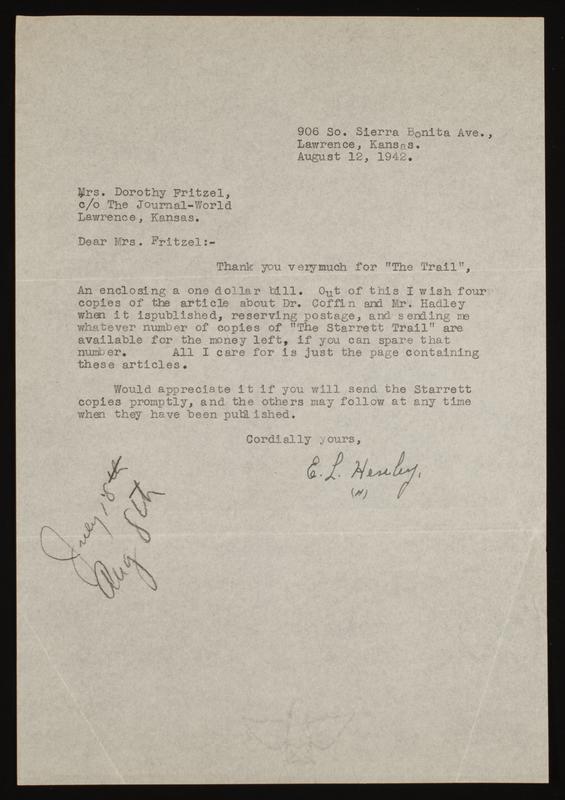 906 So. Sierra Bonita Ave.,
Lawrence, Kansas.
August 12, 1942.
Mrs. Dorothy Fritzel,
c/o The Journal-World
Lawrence, Kansas.
Dear Mrs. Fritzel:-
Thank you verymuch for "The Trail",
An enclosing a one dollar bill. Out of this I wish four
copies of the article about Dr. Coffin and Mr. Hadley
when it ispublished, reserving postage, and sending me
whatever number of copies of "The Starrett Trail" are
available for the money left, if you can spare that
number. All I care for is just the page containing
these articles.
Would appreciate it if you will send the Starrett
copies promptly, and the others may follow at any time
when they have been published.
Cordially yours,
E. L.
(N)
18th
Aug 8th